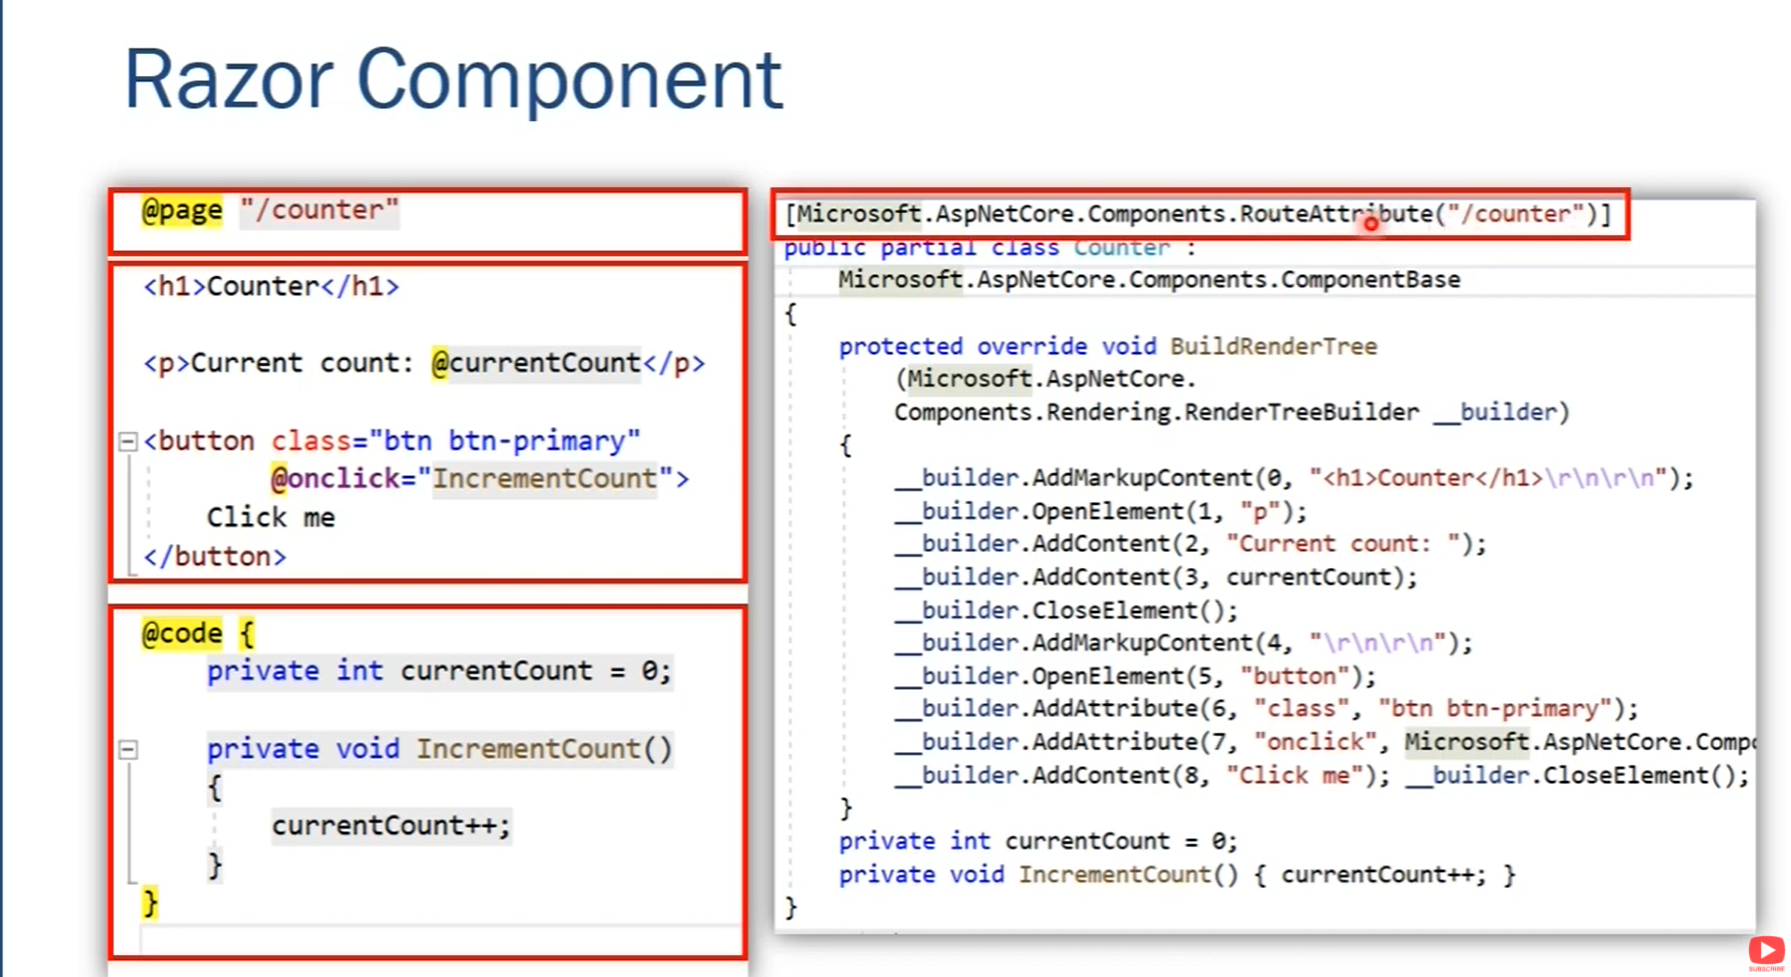 Razor Component
@page "/counter"
<h1>Counter</h1>
<p>Current count: @currentCount</p>
<button class="btn btn-primary"
@onclick="IncrementCount">
Click me
</button>
@code {
private int currentCount = 0;
private void IncrementCount()
{
currentCount++;
}
}
[Microsoft.AspNetCore.Components.RouteAttribute("/counter")]
public partial class Counter :
Microsoft.AspNetCore.Components.ComponentBase
{
protected override void BuildRenderTree
(Microsoft.AspNetCore.
Components.Rendering.RenderTreeBuilder __builder)
{
__builder.AddMarkupContent(0, "<h1>Counter</h1>\r\n\r\n");
__builder.OpenElement(1, "p");
__builder.AddContent(2, "Current count: ");
__builder.AddContent(3, currentCount);
__builder.CloseElement();
__builder.AddMarkupContent(4, "\r\n\r\n");
__builder.OpenElement(5, "button");
__builder.AddAttribute(6, "class", "btn btn-primary");
__builder.AddAttribute(7, "onclick", Microsoft.AspNetCore.Comp
__builder.AddContent(8, "Click me"); __builder.CloseElement();
}
private int currentCount = 0;
private void IncrementCount() { currentCount++; }
}
SUBSCRIBE